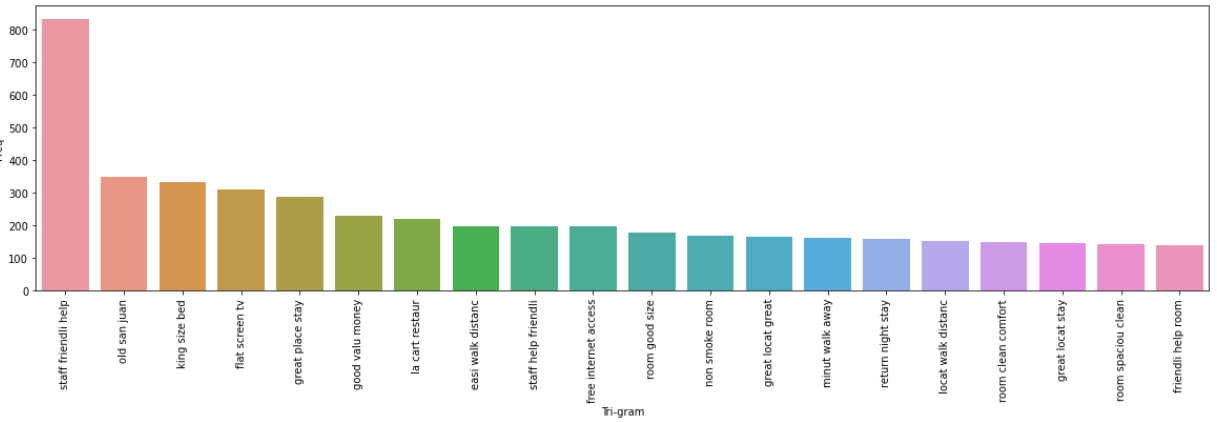 800
700
600
500
400
300
200
100
0
staff friendli help
old san juan
king size bed
flat screen tv
great place stay
good valu money
la cart restaur
easi walk distanc
staff help friendli
free internet access
room good size
non smoke room
great locat great
minut walk away
return night stay
locat walk distanc
room clean comfort
great locat stay
room spaciou clean
friendli help room
Tri-gram